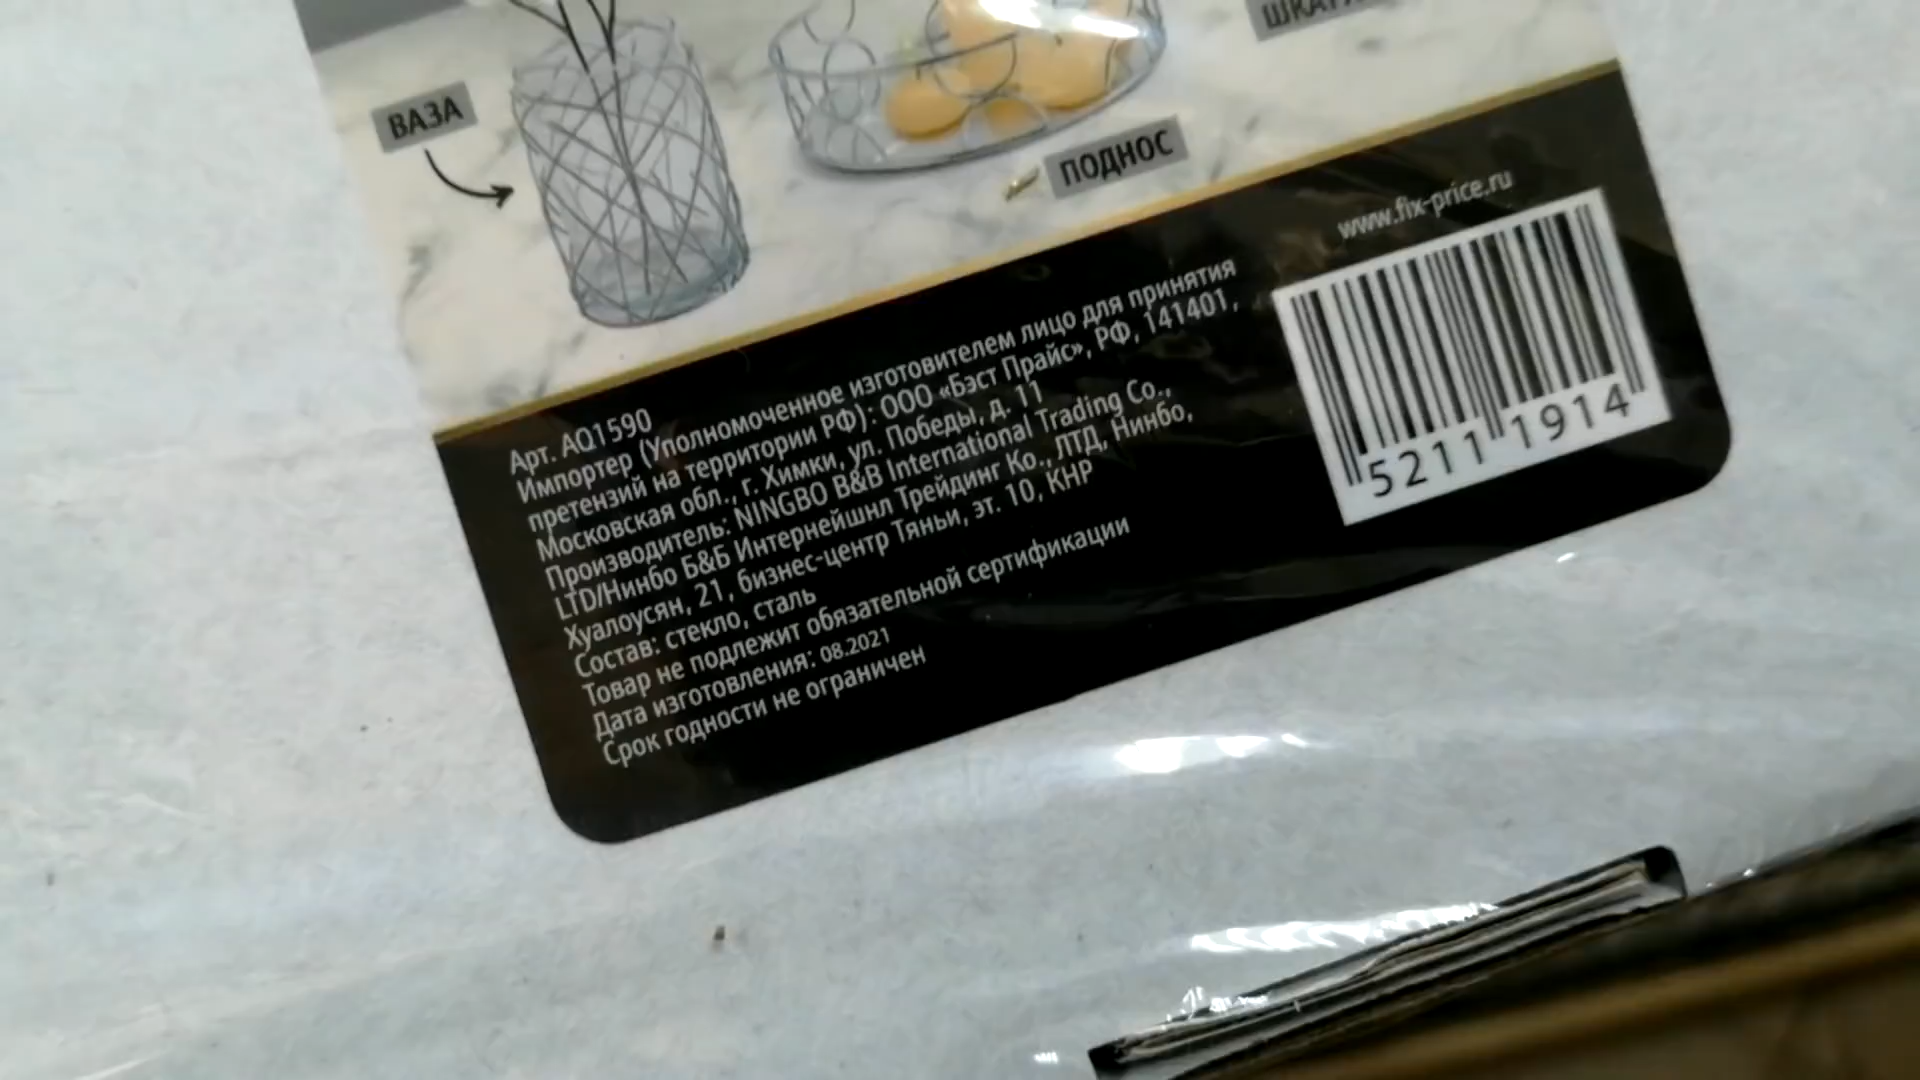 ВАЗА
ПОДНОС
www.fix-price.ru
Арт. AQ1590
Импортер (Уполномоченное изготовителем лицо для принятия
претензий на территории РФ): ООО «Бэст Прайс», РФ, 141401,
Московская обл., г. Химки, ул. Победы, д. 11
Производитель: NINGBO B&B International Trading Co.,
LTD/Нинбо Б&Б Интернейшнл Трейдинг Ко., ЛТД, Нинбо,
Хуалоусян, 21, бизнес-центр Тяньи, эт. 10, КНР
Состав: стекло, сталь
Товар не подлежит обязательной сертификации
Дата изготовления: 08.2021
Срок годности не ограничен
5211 1914